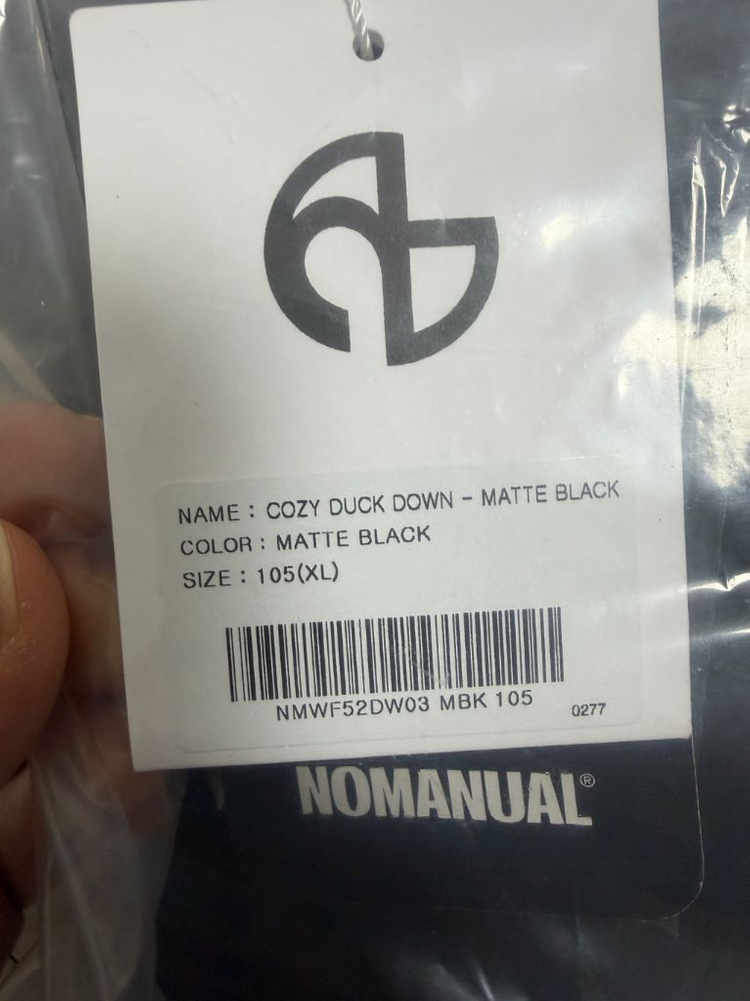 NAME : COZY DUCK DOWN - MATTE BLACK
COLOR : MATTE BLACK
SIZE : 105(XL)
NMWF52DW03 MBK 105
0277
NOMANUAL®